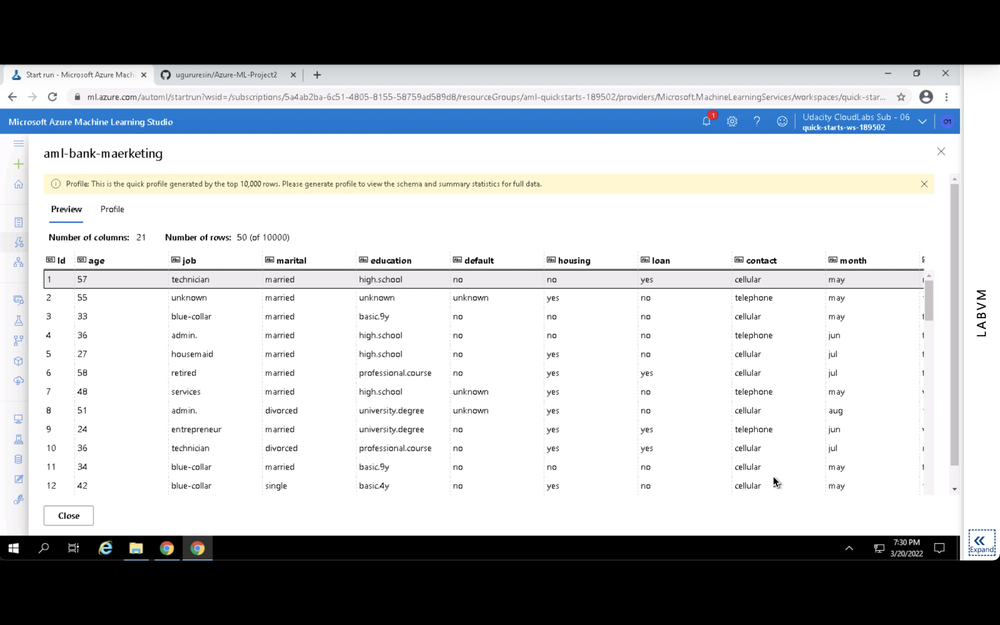 Start run - Microsoft Azure Machi
ugururesin/Azure-ML-Project2
ml.azure.com/automl/startrun?wsid=/subscriptions/5a4ab2ba-6c51-4805-8155-58759ad589d8/resourceGroups/aml-quickstarts-189502/providers/Microsoft.MachineLearningServices/workspaces/quick-star...
Microsoft Azure Machine Learning Studio
1
Udacity CloudLabs Sub - 06
quick-starts-ws-189502
O1
aml-bank-maerketing
Profile: This is the quick profile generated by the top 10,000 rows. Please generate profile to view the schema and summary statistics for full data.
Preview Profile
Number of columns: 21 Number of rows: 50 (of 10000)
Id age job marital education default housing loan contact month
1 57 technician married high.school no no yes cellular may
2 55 unknown married unknown unknown yes no telephone may
3 33 blue-collar married basic.9y no no no cellular may
4 36 admin. married high.school no no no telephone jun
5 27 housemaid married high.school no yes no cellular jul
6 58 retired married professional.course no yes yes cellular jul
7 48 services married high.school unknown yes no telephone may
8 51 admin. divorced university.degree unknown yes no cellular aug
9 24 entrepreneur married university.degree no yes yes telephone jun
10 36 technician divorced professional.course no yes yes cellular jul
11 34 blue-collar married basic.9y no no no cellular may
12 42 blue-collar single basic.4y no yes no cellular may
Close
LABVM
Expand
7:30 PM
3/20/2022